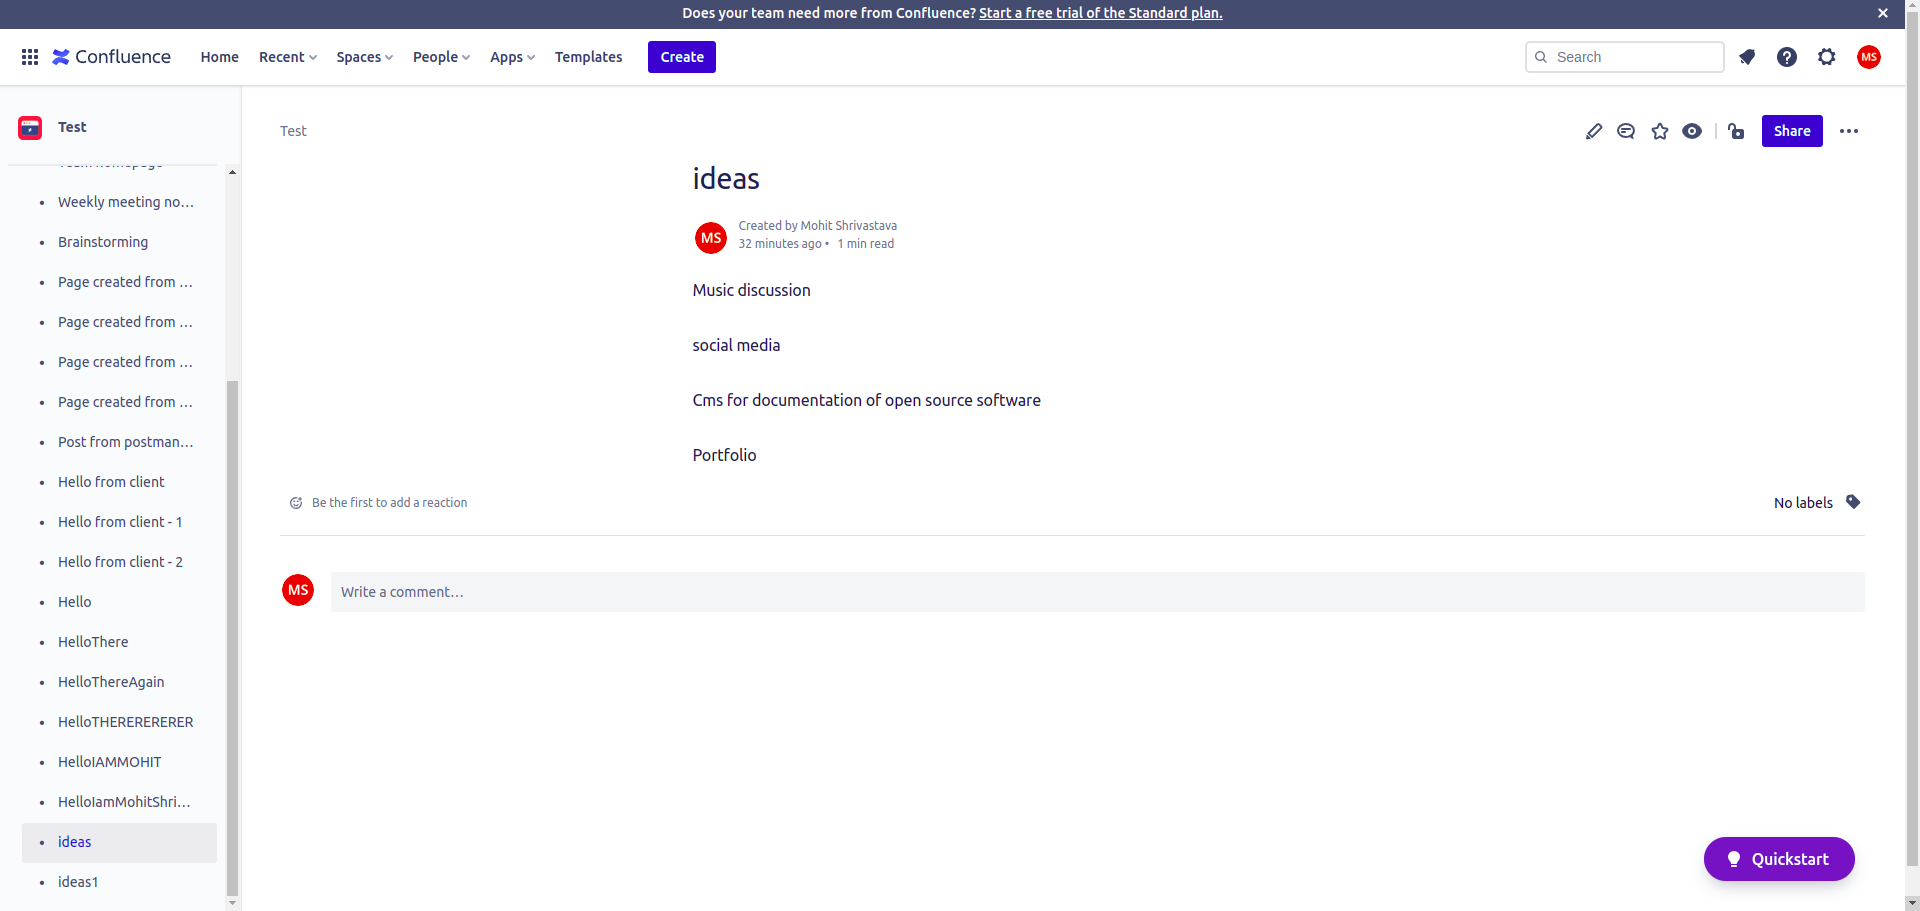 Does your team need more from Confluence? Start a free trial of the Standard plan.
Confluence Home Recent Spaces People Apps Templates Create Search MS
Test
Weekly meeting no...
Brainstorming
Page created from ...
Page created from ...
Page created from ...
Page created from ...
Post from postman...
Hello from client
Hello from client - 1
Hello from client - 2
Hello
HelloThere
HelloThereAgain
HelloTHERERERERER
HelloIAMMOHIT
HelloIamMohitShri...
ideas
ideas1
Test Share
ideas
MS
Created by Mohit Shrivastava
32 minutes ago • 1 min read
Music discussion
social media
Cms for documentation of open source software
Portfolio
Be the first to add a reaction No labels
MS Write a comment...
Quickstart